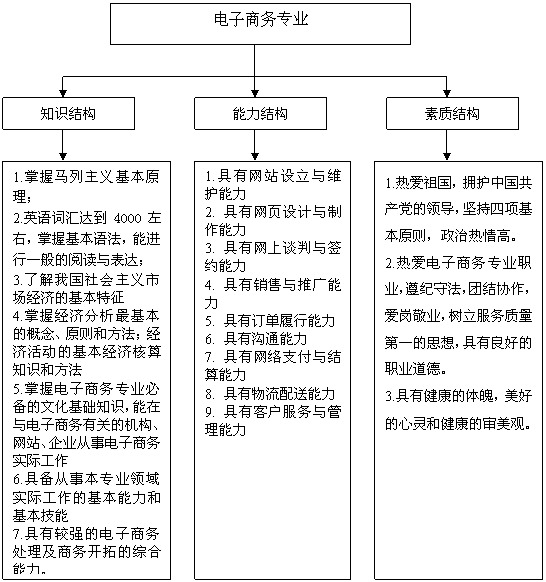 电子商务专业
知识结构
能力结构
素质结构
1.掌握马列主义基本原
理；
2.英语词汇达到 4000 左
右，掌握基本语法，能进
行一般的阅读与表达；
3.了解我国社会主义市
场经济的基本特征
4.掌握经济分析最基本
的概念、原则和方法；经
济活动的基本经济核算
知识和方法
5.掌握电子商务专业必
备的文化基础知识，能在
与电子商务有关的机构、
网站、企业从事电子商务
实际工作
6.具备从事本专业领域
实际工作的基本能力和
基本技能
7.具有较强的电子商务
处理及商务开拓的综合
能力。
1.具有网站设立与维
护能力
2. 具有网页设计与制
作能力
3. 具有网上谈判与签
约能力
4. 具有销售与推广能
力
5. 具有订单履行能力
6. 具有沟通能力
7. 具有网络支付与结
算能力
8. 具有物流配送能力
9. 具有客户服务与管
理能力
1.热爱祖国，拥护中国共
产党的领导，坚持四项基
本原则，政治热情高。
2.热爱电子商务专业职
业，遵纪守法，团结协作，
爱岗敬业，树立服务质量
第一的思想，具有良好的
职业道德。
3.具有健康的体魄，美好
的心灵和健康的审美观。